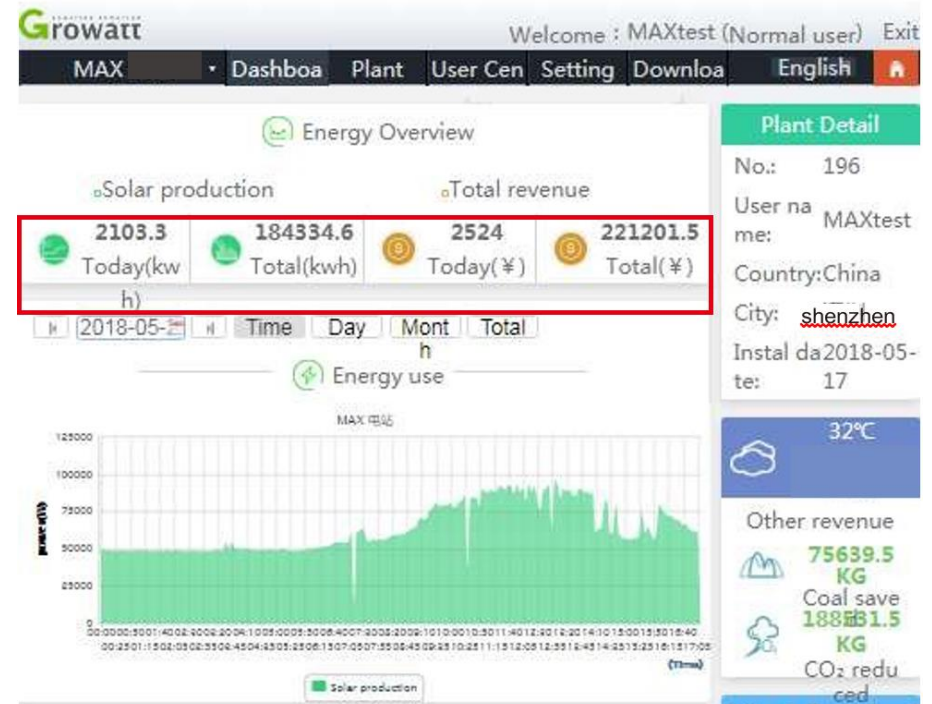 Growatt
Welcome : MAXtest (Normal user) Exit
MAX Dashboa Plant User Cen Setting Downloa English
Energy Overview
Solar production Total revenue
2103.3 184334.6 2524 221201.5
Today(kw Total(kwh) Today(¥) Total(¥)
h)
2018-05- Time Day Mont Total
h
Energy use
MAX 电站
125000
100000
75000
50000
25000
0
power(W)
(Time)
Solar production
Plant Detail
No.: 196
User na MAXtest
me:
Country:China
City: shenzhen
Instal da2018-05-
te: 17
32℃
Other revenue
75639.5
KG
Coal save
d
KG
CO₂ redu
ced